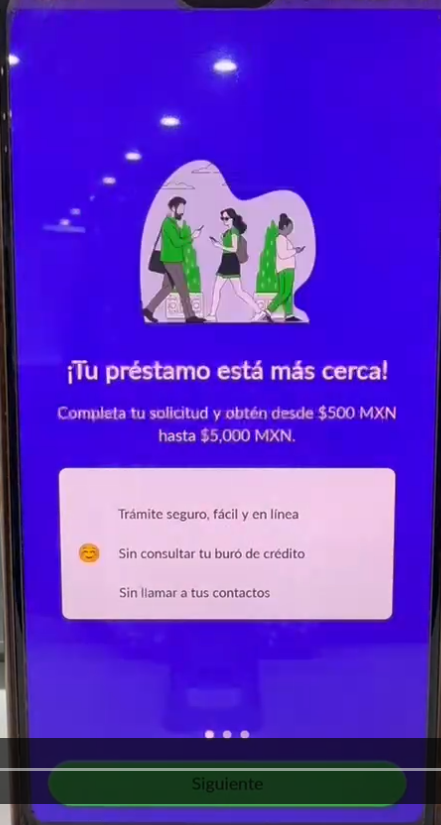 ¡Tu préstamo está más cerca!
Completa tu solicitud y obtén desde $500 MXN
hasta $5,000 MXN.
Trámite seguro, fácil y en línea
Sin consultar tu buró de crédito
Sin llamar a tus contactos
Siguiente